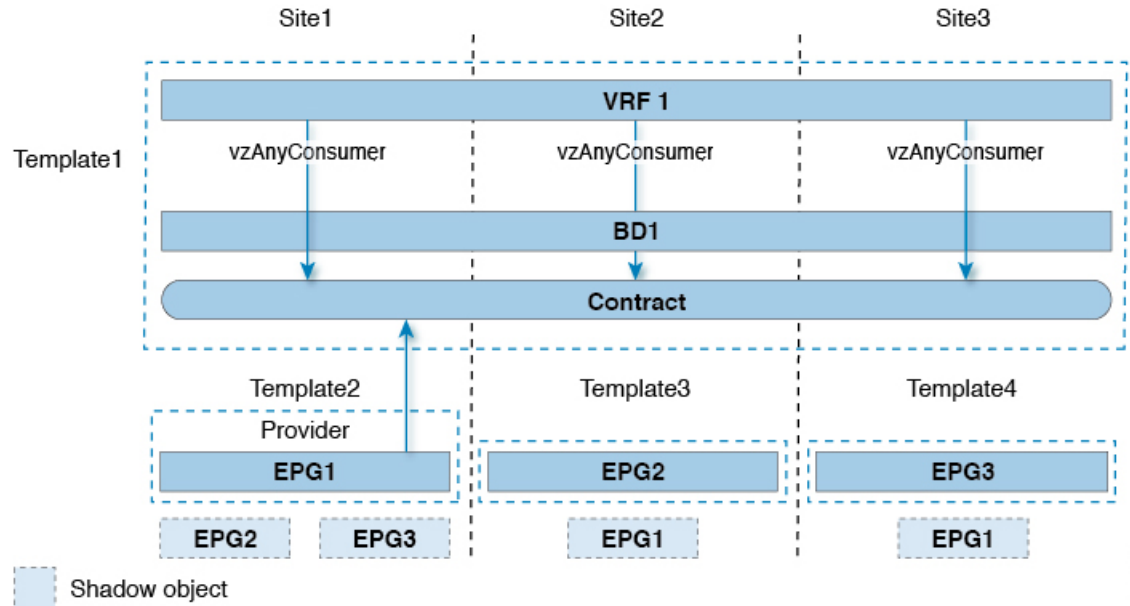 Site1 Site2 Site3
VRF 1
Template1 vzAnyConsumer vzAnyConsumer vzAnyConsumer
BD1
Contract
Template2 Template3 Template4
Provider
EPG1 EPG2 EPG3
EPG2 EPG3 EPG1 EPG1
Shadow object